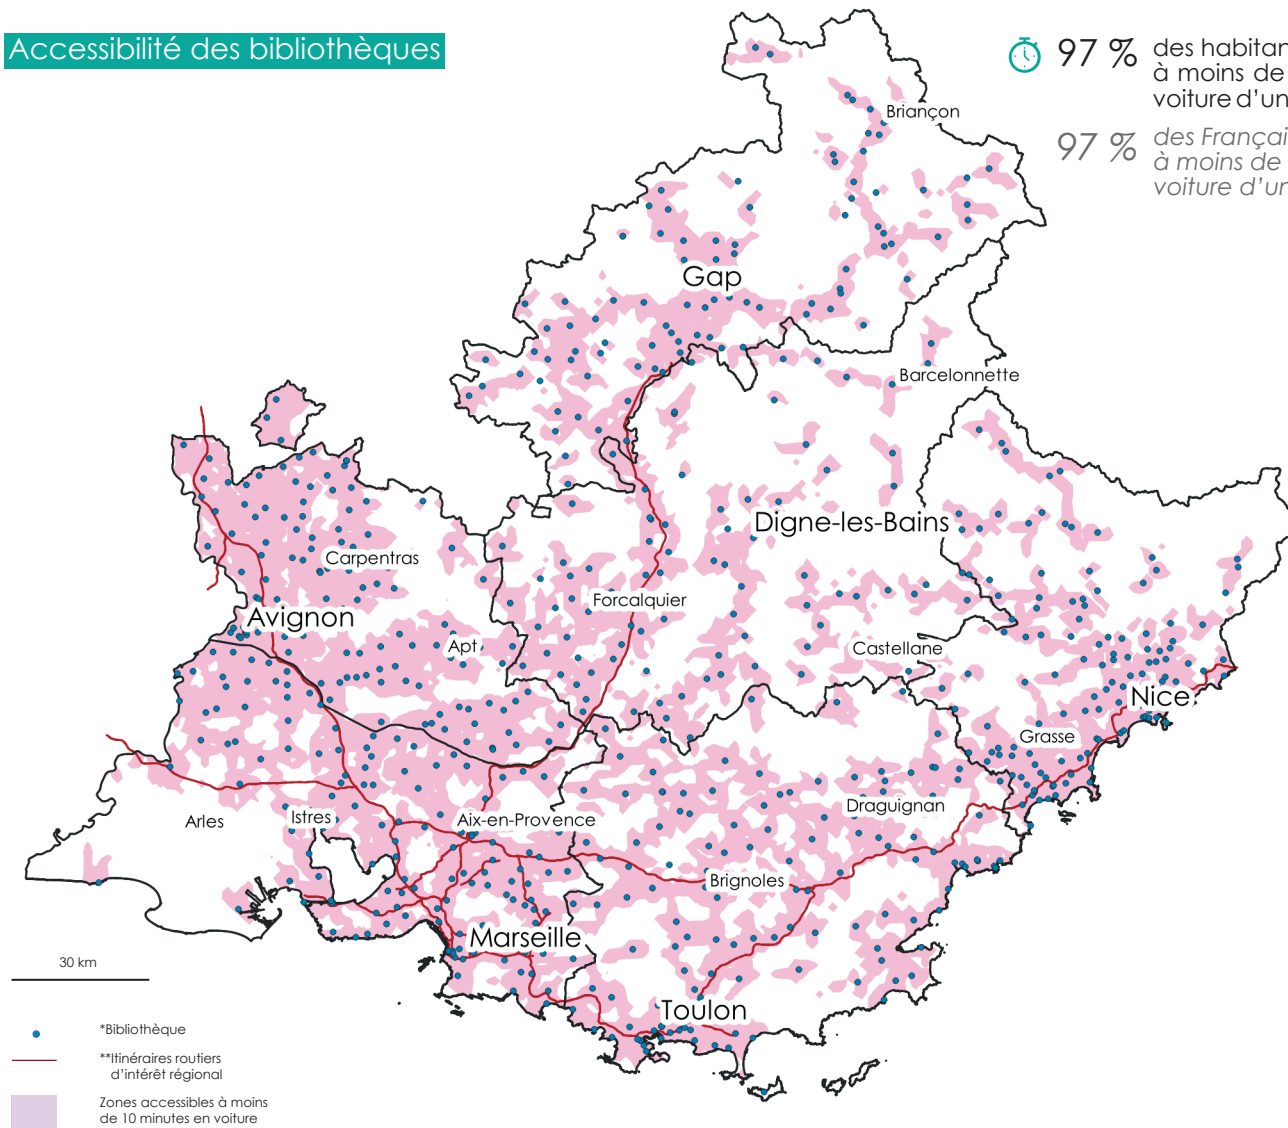 Accessibilité des bibliothèques
97 % des habitan
à moins de
voiture d'un
97 % des Françai
à moins de
voiture d'un
Briançon
Gap
Barcelonnette
Digne-les-Bains
Carpentras
Forcalquier
Avignon
Apt
Castellane
Nice
Grasse
Draguignan
Arles
Istres
Aix-en-Provence
Brignoles
Marseille
Toulon
30 km
*Bibliothèque
**Itinéraires routiers
d'intérêt régional
Zones accessibles à moins
de 10 minutes en voiture